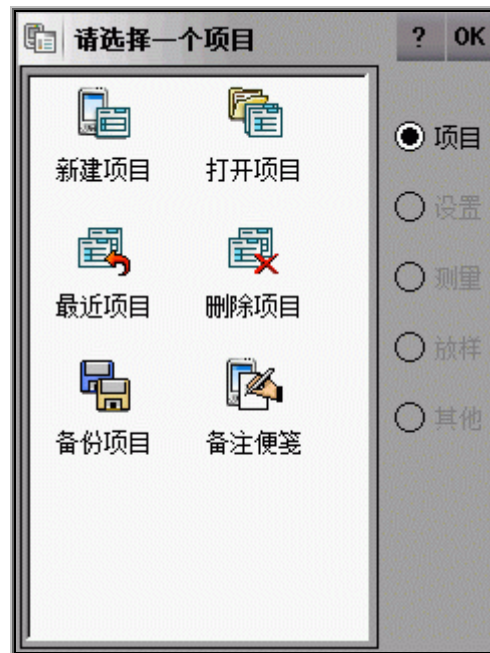 请选择一个项目 ? OK
新建项目 打开项目
最近项目 删除项目
备份项目 备注便笺
项目
设置
测量
放样
其他